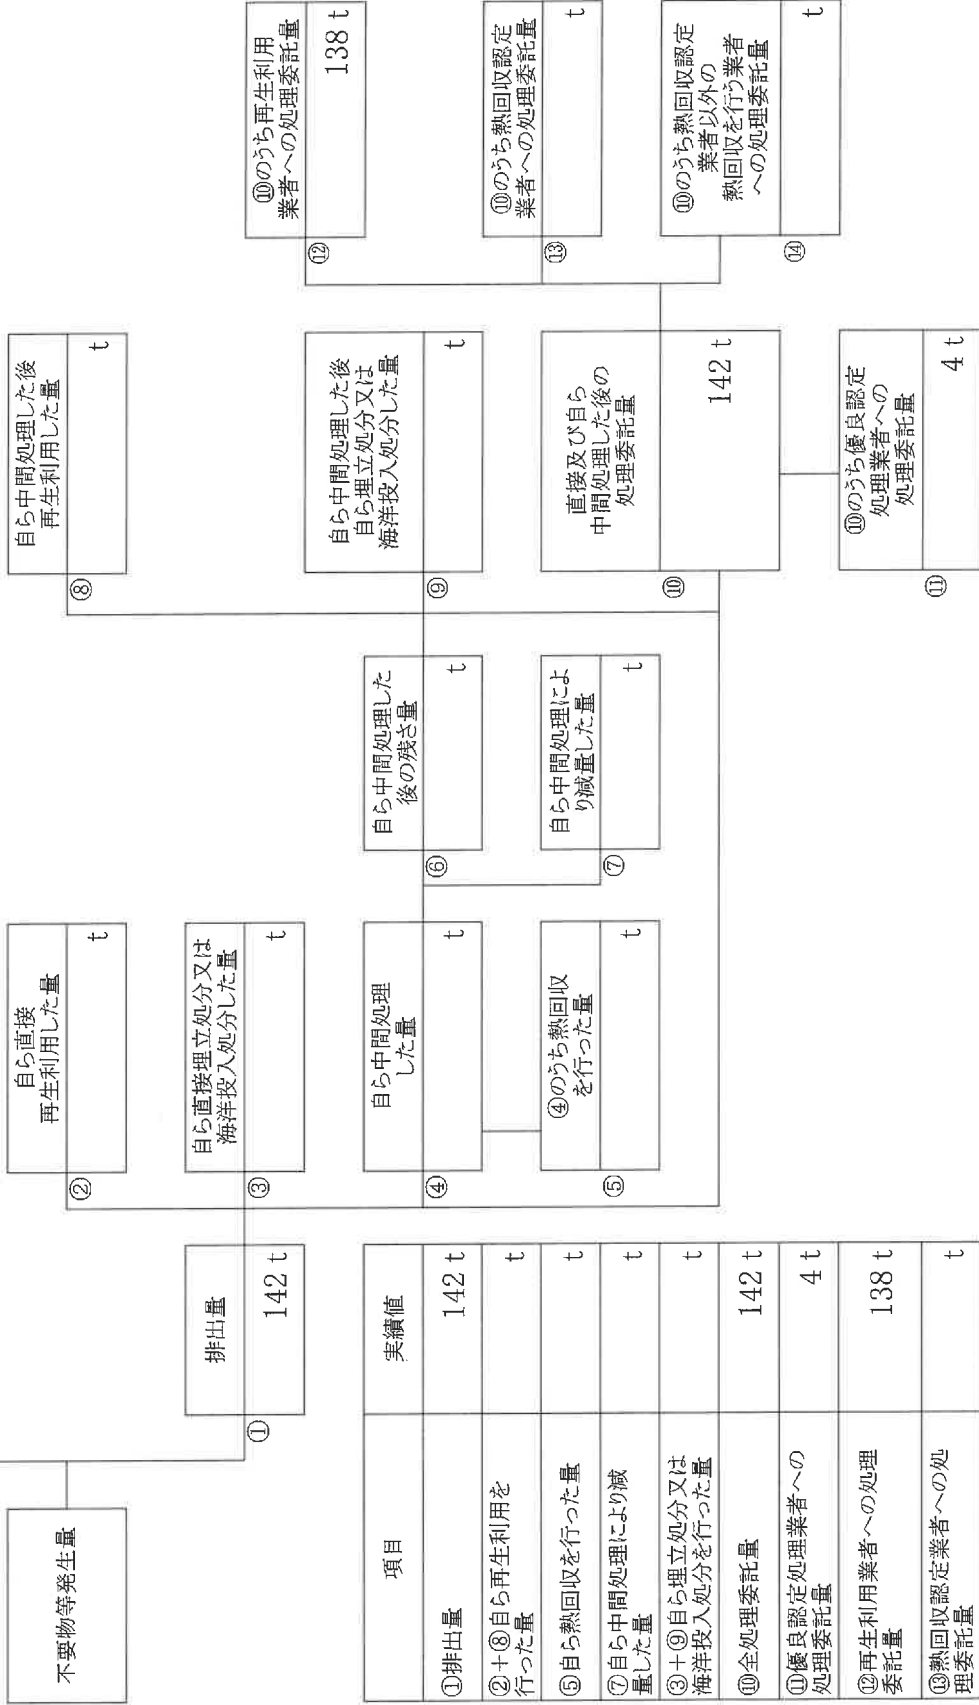 不要物等発生量
①
排出量
142 t
②
自ら直接
再生利用した量
t
③
自ら直接埋立処分又は
海洋投入処分した量
t
④
自ら中間処理
した量
t
⑤
④のうち熱回収
を行った量
t
⑥
自ら中間処理した
後の残さ量
t
⑦
自ら中間処理によ
り減量した量
t
⑧
自ら中間処理した後
再生利用した量
t
⑨
自ら中間処理した後
自ら埋立処分又は
海洋投入処分した量
t
⑩
直接及び自ら
中間処理した後の
処理委託量
142 t
⑪
⑩のうち優良認定
処理業者への
処理委託量
4 t
⑫
⑩のうち再生利用
業者への処理委託量
138 t
⑬
⑩のうち熱回収認定
業者への処理委託量
t
⑭
⑩のうち熱回収認定
業者以外の
熱回収を行う業者
への処理委託量
t
項目 実績値
①排出量 142 t
②+⑧自ら再生利用を
行った量 t
⑤自ら熱回収を行った量 t
⑦自ら中間処理により減
量した量 t
③+⑨自ら埋立処分又は
海洋投入処分を行った量 t
⑩全処理委託量 142 t
⑪優良認定処理業者への
処理委託量 4 t
⑫再生利用業者への処理
委託量 138 t
⑬熱回収認定業者への処
理委託量 t